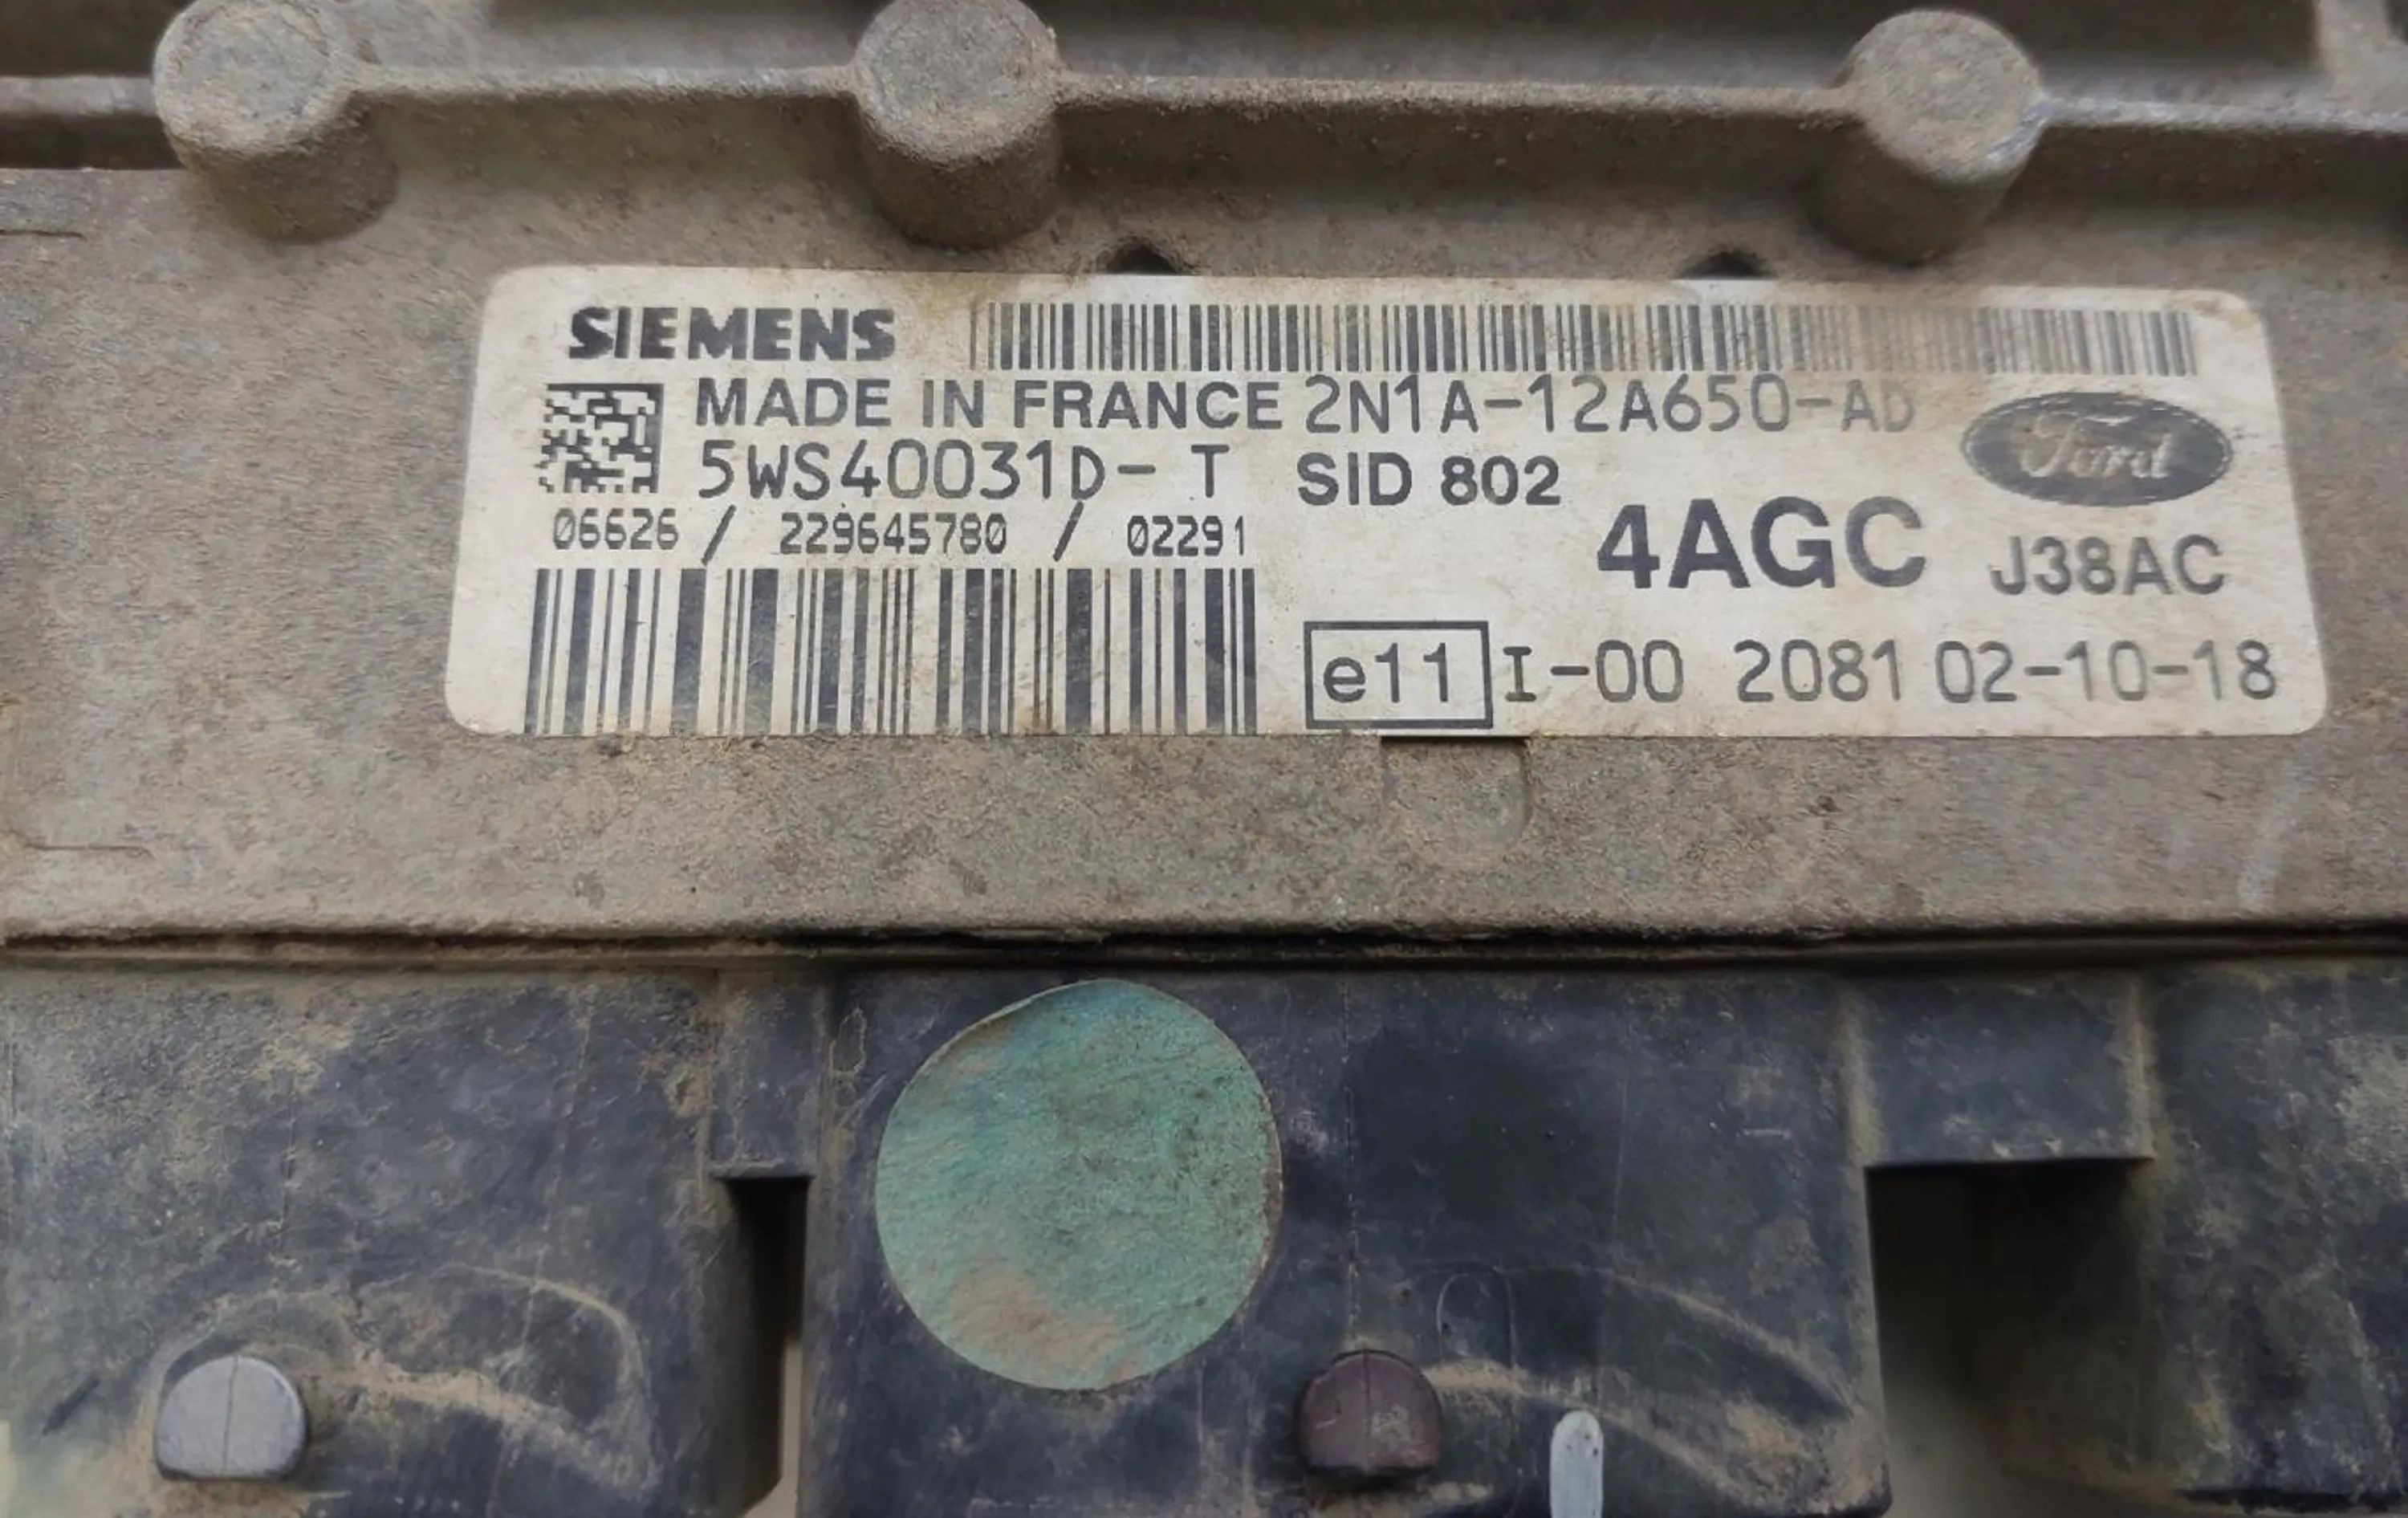 SIEMENS
MADE IN FRANCE 2N1A-12A650-AD
Ford
5WS40031D- T SID 802
06626 / 229645780 / 02291
4AGC J38AC
e11 I-00 2081 02-10-18